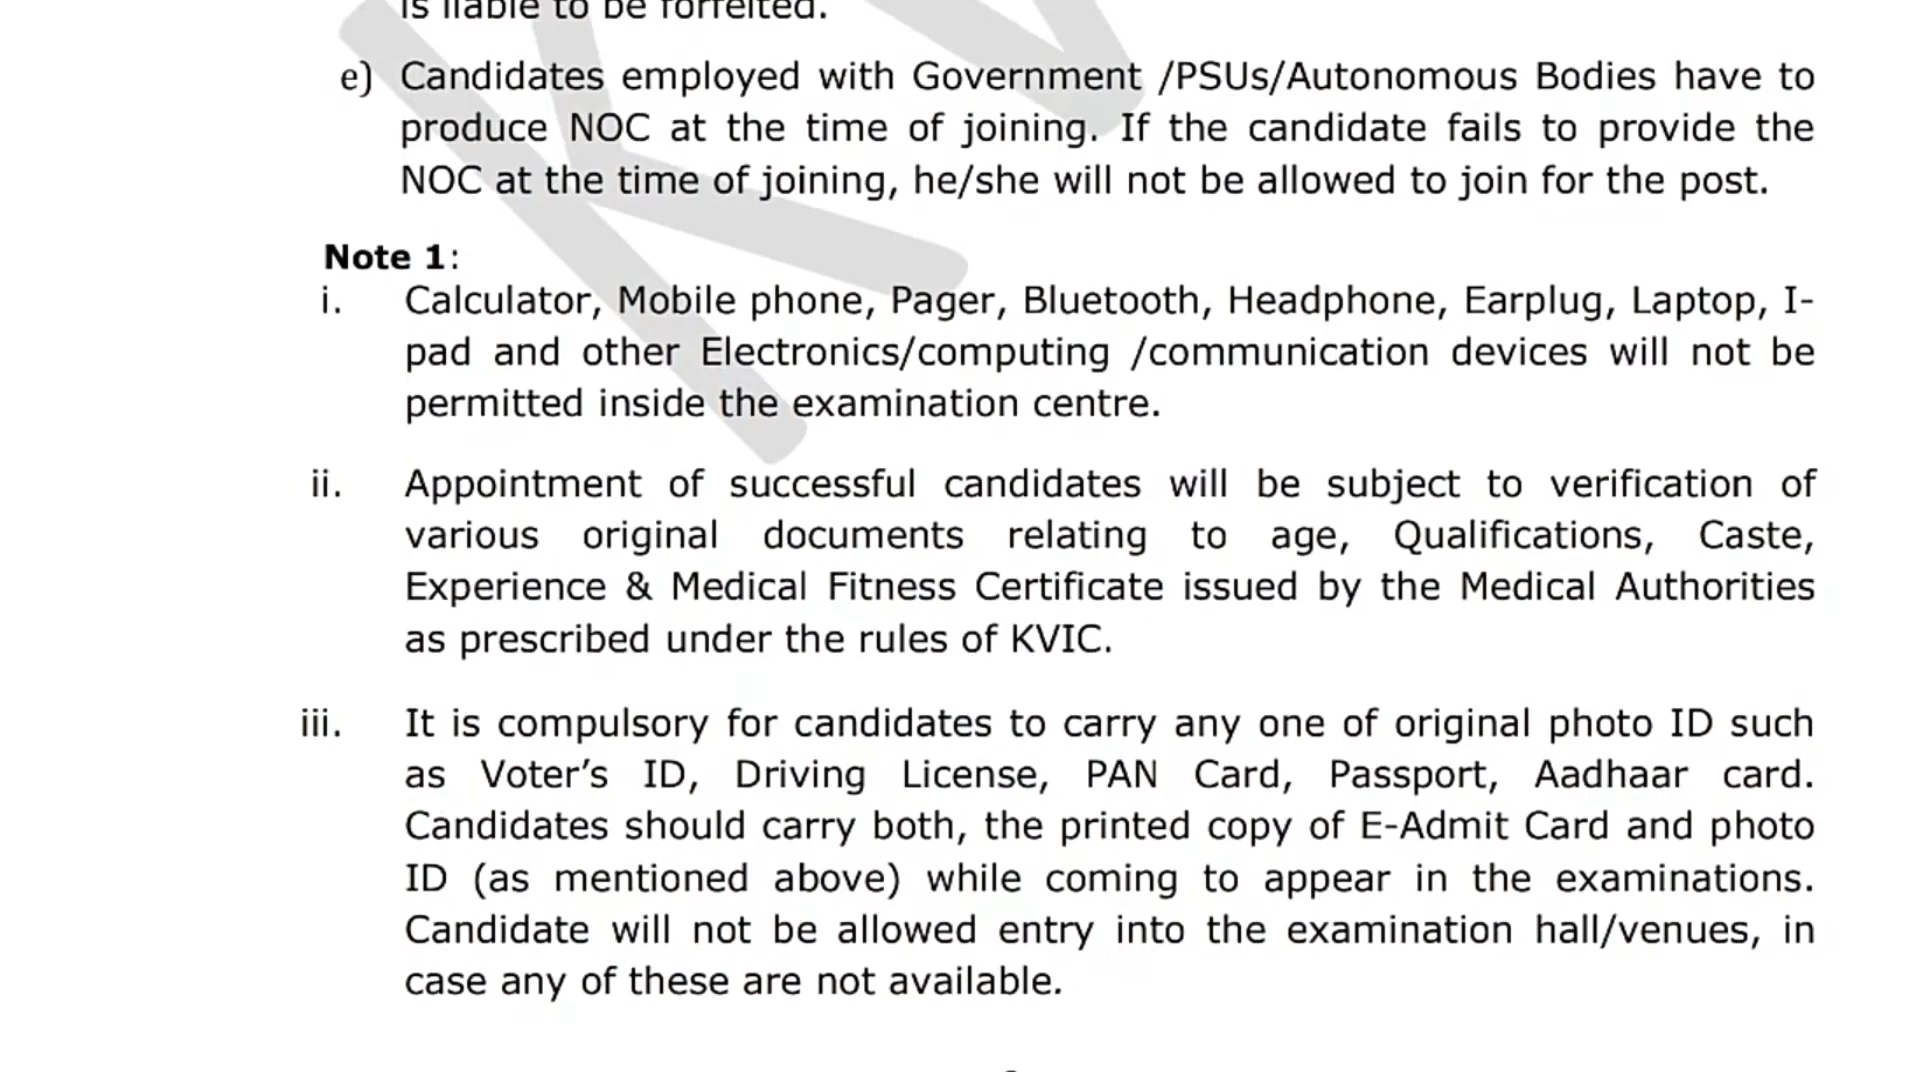 is liable to be forfeited.
e) Candidates employed with Government /PSUs/Autonomous Bodies have to
produce NOC at the time of joining. If the candidate fails to provide the
NOC at the time of joining, he/she will not be allowed to join for the post.
Note 1:
i. Calculator, Mobile phone, Pager, Bluetooth, Headphone, Earplug, Laptop, I-
pad and other Electronics/computing /communication devices will not be
permitted inside the examination centre.
ii. Appointment of successful candidates will be subject to verification of
various original documents relating to age, Qualifications, Caste,
Experience & Medical Fitness Certificate issued by the Medical Authorities
as prescribed under the rules of KVIC.
iii. It is compulsory for candidates to carry any one of original photo ID such
as Voter’s ID, Driving License, PAN Card, Passport, Aadhaar card.
Candidates should carry both, the printed copy of E-Admit Card and photo
ID (as mentioned above) while coming to appear in the examinations.
Candidate will not be allowed entry into the examination hall/venues, in
case any of these are not available.